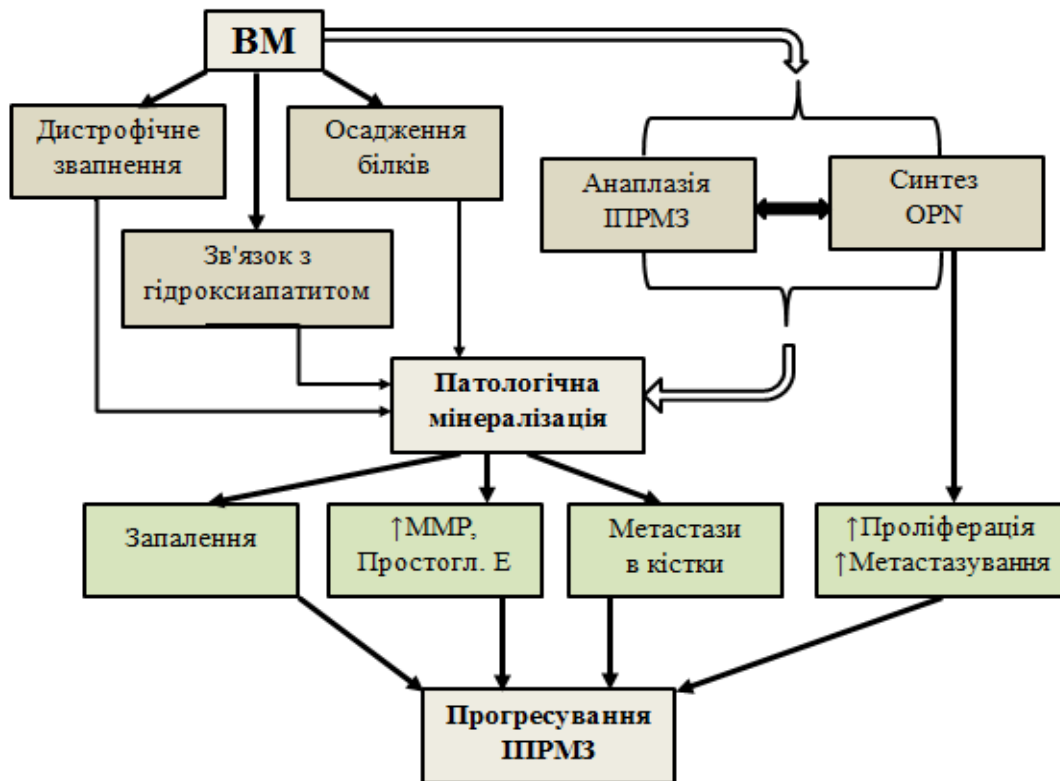 ВМ
Дистрофічне
звапнення
Осадження
білків
Анаплазія
ІПРМЗ
Синтез
OPN
Зв'язок з
гідроксиапатитом
Патологічна
мінералізація
Запалення
↑ММР,
Простогл. Е
Метастази
в кістки
↑Проліферація
↑Метастазування
Прогресування
ІПРМЗ